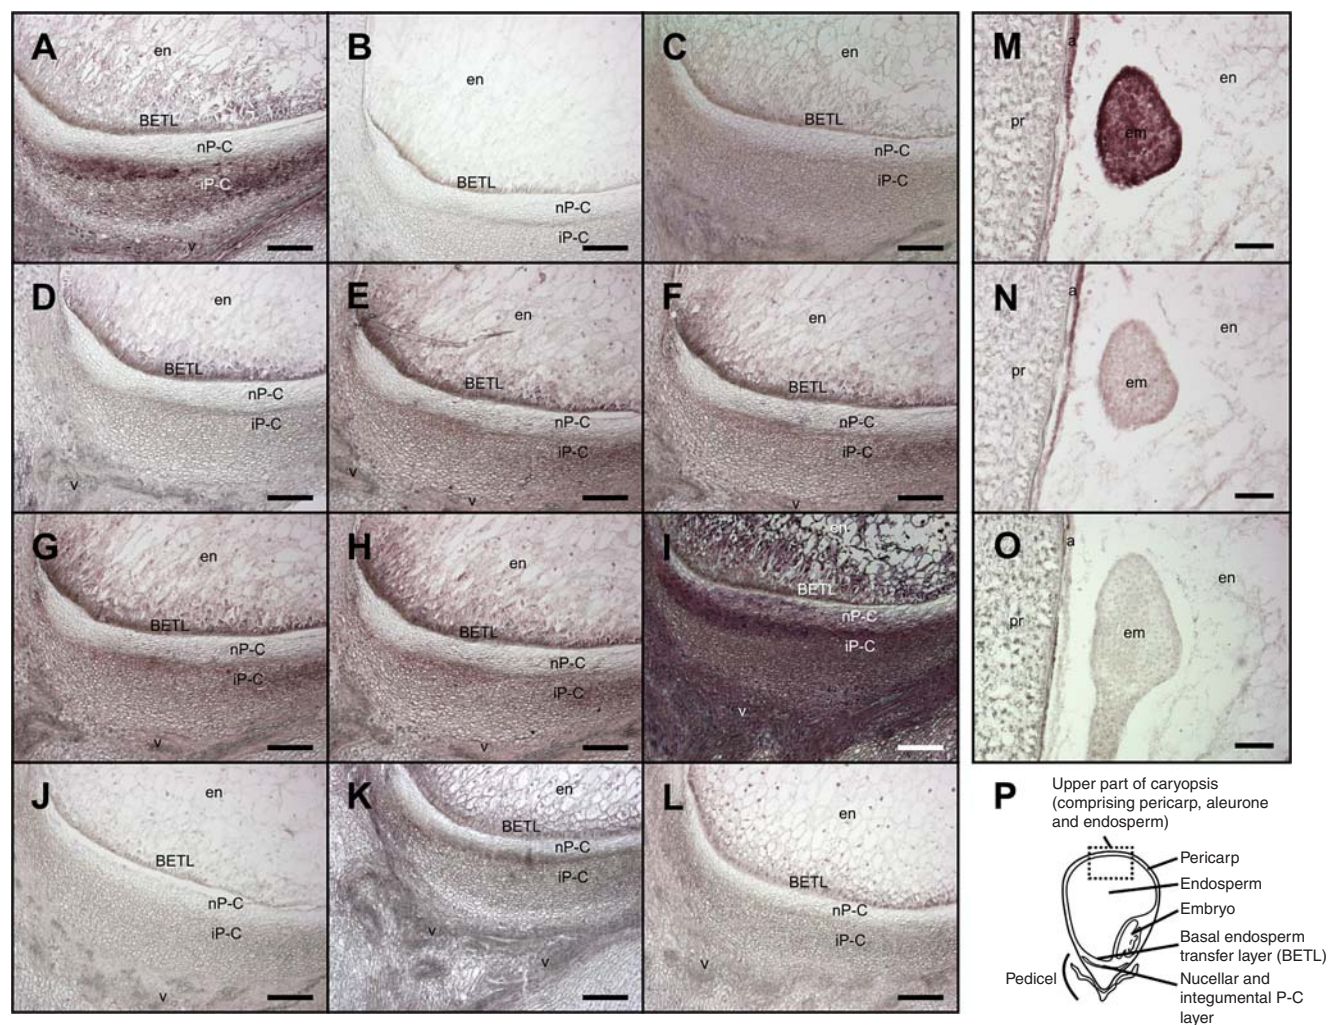 A
en
BETL
nP-C
iP-C
v
B
en
BETL
nP-C
iP-C
C
en
BETL
nP-C
iP-C
M
a
pr
em
en
D
en
BETL
nP-C
iP-C
v
E
en
BETL
nP-C
iP-C
v
v
F
en
BETL
nP-C
iP-C
v
N
a
pr
em
en
G
en
BETL
nP-C
iP-C
v
H
en
BETL
nP-C
iP-C
v
I
en
BETL
nP-C
iP-C
v
O
a
pr
em
en
J
en
BETL
nP-C
iP-C
v
K
en
BETL
nP-C
iP-C
v
v
L
en
BETL
nP-C
iP-C
v
P
Upper part of caryopsis
(comprising pericarp, aleurone
and endosperm)
Pericarp
Endosperm
Embryo
Basal endosperm
transfer layer (BETL)
Pedicel
Nucellar and
integumental P-C
layer